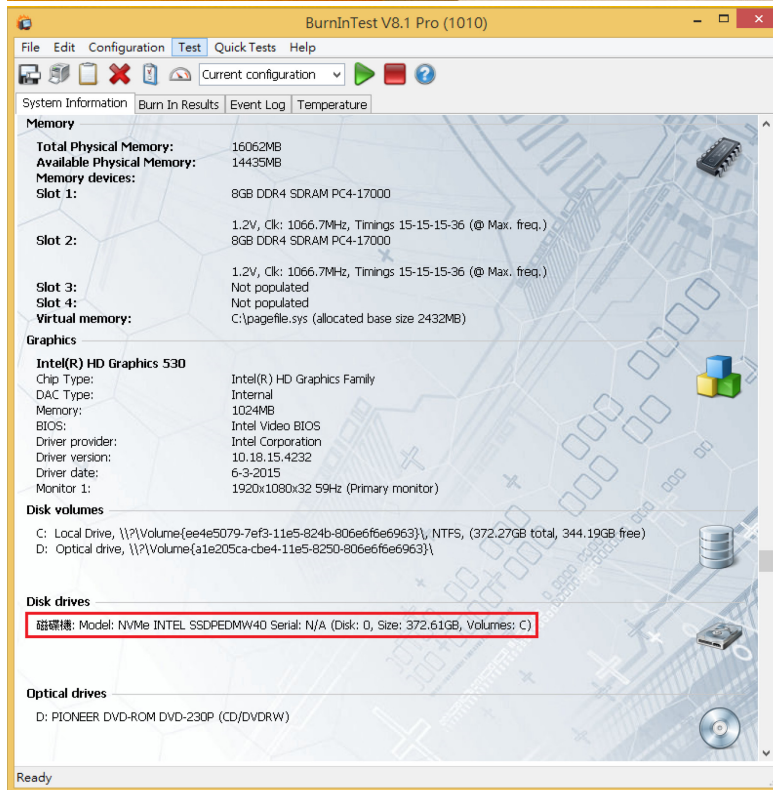 BurnInTest V8.1 Pro (1010)
File Edit Configuration Test Quick Tests Help
Current configuration
System Information Burn In Results Event Log Temperature
Memory
Total Physical Memory: 16062MB
Available Physical Memory: 14435MB
Memory devices:
Slot 1: 8GB DDR4 SDRAM PC4-17000
1.2V, Clk: 1066.7MHz, Timings 15-15-15-36 (@ Max. freq.)
Slot 2: 8GB DDR4 SDRAM PC4-17000
1.2V, Clk: 1066.7MHz, Timings 15-15-15-36 (@ Max. freq.)
Slot 3: Not populated
Slot 4: Not populated
Virtual memory: C:\pagefile.sys (allocated base size 2432MB)
Graphics
Intel(R) HD Graphics 530
Chip Type: Intel(R) HD Graphics Family
DAC Type: Internal
Memory: 1024MB
BIOS: Intel Video BIOS
Driver provider: Intel Corporation
Driver version: 10.18.15.4232
Driver date: 6-3-2015
Monitor 1: 1920x1080x32 59Hz (Primary monitor)
Disk volumes
C: Local Drive, \\?\Volume{ee4e5079-7ef3-11e5-824b-806e6f6e6963}\, NTFS, (372.27GB total, 344.19GB free)
D: Optical drive, \\?\Volume{a1e205ca-cbe4-11e5-8250-806e6f6e6963}\
Disk drives
磁碟機: Model: NVMe INTEL SSDPEDMW40 Serial: N/A (Disk: 0, Size: 372.61GB, Volumes: C)
Optical drives
D: PIONEER DVD-ROM DVD-230P (CD/DVDRW)
Ready